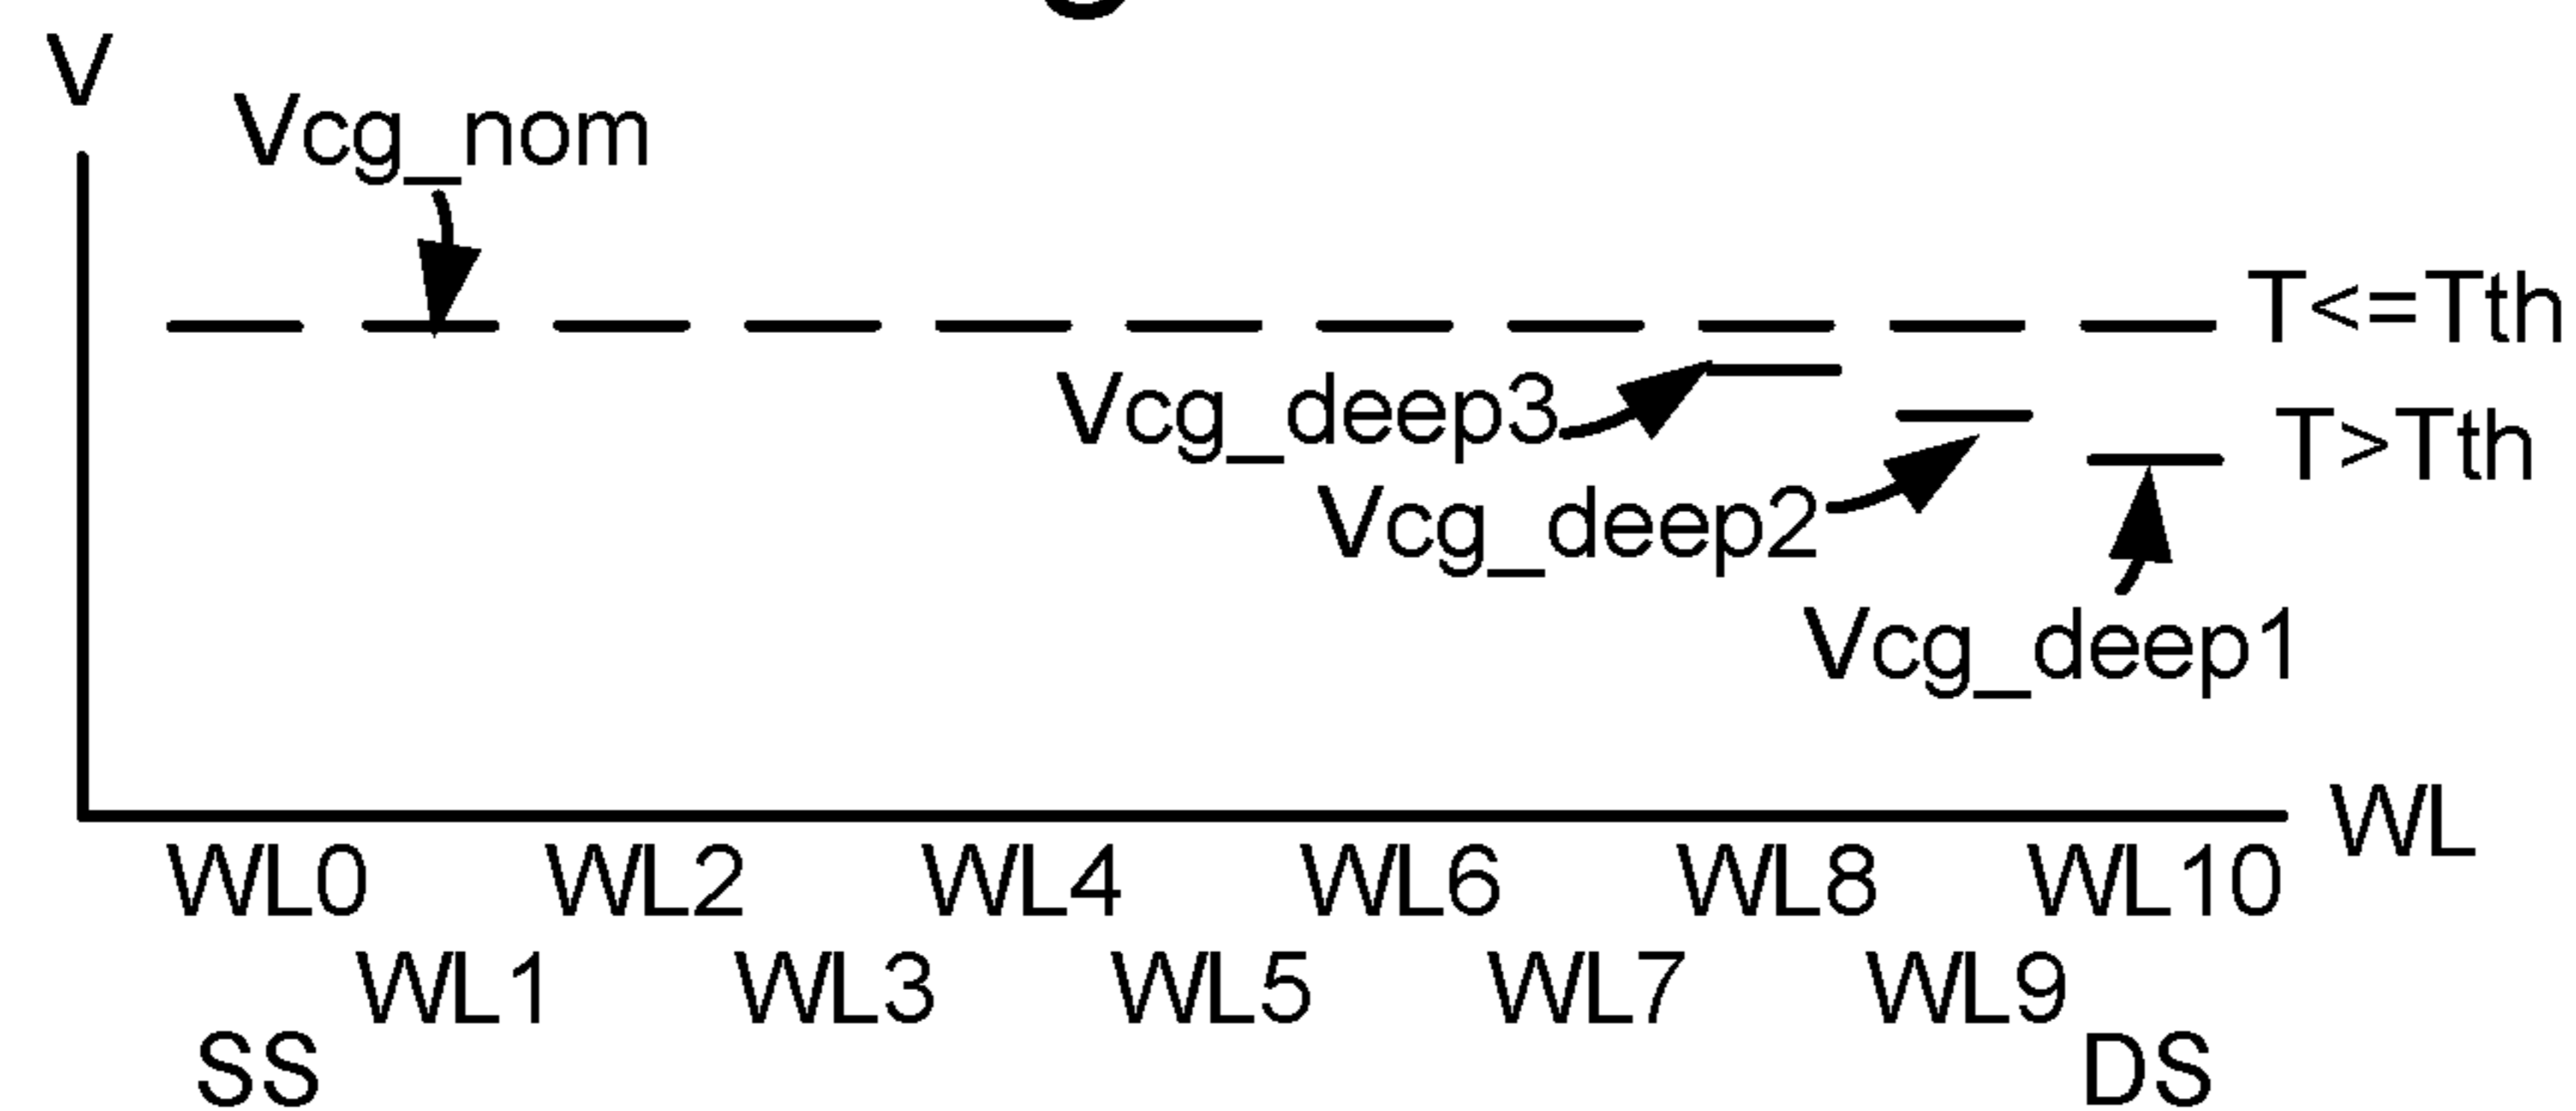 V
Vcg_nom
T<=Tth
Vcg_deep3
T>Tth
Vcg_deep2
Vcg_deep1
WL
WL0 WL2 WL4 WL6 WL8 WL10
WL1 WL3 WL5 WL7 WL9
SS DS